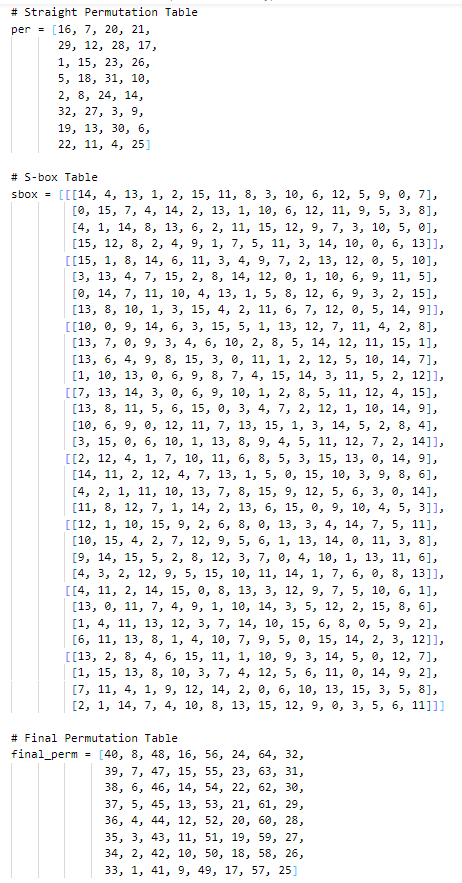 # Straight Permutation Table
per = [16, 7, 20, 21,
29, 12, 28, 17,
1, 15, 23, 26,
5, 18, 31, 10,
2, 8, 24, 14,
32, 27, 3, 9,
19, 13, 30, 6,
22, 11, 4, 25]
# S-box Table
sbox = [[[14, 4, 13, 1, 2, 15, 11, 8, 3, 10, 6, 12, 5, 9, 0, 7],
[0, 15, 7, 4, 14, 2, 13, 1, 10, 6, 12, 11, 9, 5, 3, 8],
[4, 1, 14, 8, 13, 6, 2, 11, 15, 12, 9, 7, 3, 10, 5, 0],
[15, 12, 8, 2, 4, 9, 1, 7, 5, 11, 3, 14, 10, 0, 6, 13]],
[[15, 1, 8, 14, 6, 11, 3, 4, 9, 7, 2, 13, 12, 0, 5, 10],
[3, 13, 4, 7, 15, 2, 8, 14, 12, 0, 1, 10, 6, 9, 11, 5],
[0, 14, 7, 11, 10, 4, 13, 1, 5, 8, 12, 6, 9, 3, 2, 15],
[13, 8, 10, 1, 3, 15, 4, 2, 11, 6, 7, 12, 0, 5, 14, 9]],
[[10, 0, 9, 14, 6, 3, 15, 5, 1, 13, 12, 7, 11, 4, 2, 8],
[13, 7, 0, 9, 3, 4, 6, 10, 2, 8, 5, 14, 12, 11, 15, 1],
[13, 6, 4, 9, 8, 15, 3, 0, 11, 1, 2, 12, 5, 10, 14, 7],
[1, 10, 13, 0, 6, 9, 8, 7, 4, 15, 14, 3, 11, 5, 2, 12]],
[[7, 13, 14, 3, 0, 6, 9, 10, 1, 2, 8, 5, 11, 12, 4, 15],
[13, 8, 11, 5, 6, 15, 0, 3, 4, 7, 2, 12, 1, 10, 14, 9],
[10, 6, 9, 0, 12, 11, 7, 13, 15, 1, 3, 14, 5, 2, 8, 4],
[3, 15, 0, 6, 10, 1, 13, 8, 9, 4, 5, 11, 12, 7, 2, 14]],
[[2, 12, 4, 1, 7, 10, 11, 6, 8, 5, 3, 15, 13, 0, 14, 9],
[14, 11, 2, 12, 4, 7, 13, 1, 5, 0, 15, 10, 3, 9, 8, 6],
[4, 2, 1, 11, 10, 13, 7, 8, 15, 9, 12, 5, 6, 3, 0, 14],
[11, 8, 12, 7, 1, 14, 2, 13, 6, 15, 0, 9, 10, 4, 5, 3]],
[[12, 1, 10, 15, 9, 2, 6, 8, 0, 13, 3, 4, 14, 7, 5, 11],
[10, 15, 4, 2, 7, 12, 9, 5, 6, 1, 13, 14, 0, 11, 3, 8],
[9, 14, 15, 5, 2, 8, 12, 3, 7, 0, 4, 10, 1, 13, 11, 6],
[4, 3, 2, 12, 9, 5, 15, 10, 11, 14, 1, 7, 6, 0, 8, 13]],
[[4, 11, 2, 14, 15, 0, 8, 13, 3, 12, 9, 7, 5, 10, 6, 1],
[13, 0, 11, 7, 4, 9, 1, 10, 14, 3, 5, 12, 2, 15, 8, 6],
[1, 4, 11, 13, 12, 3, 7, 14, 10, 15, 6, 8, 0, 5, 9, 2],
[6, 11, 13, 8, 1, 4, 10, 7, 9, 5, 0, 15, 14, 2, 3, 12]],
[[13, 2, 8, 4, 6, 15, 11, 1, 10, 9, 3, 14, 5, 0, 12, 7],
[1, 15, 13, 8, 10, 3, 7, 4, 12, 5, 6, 11, 0, 14, 9, 2],
[7, 11, 4, 1, 9, 12, 14, 2, 0, 6, 10, 13, 15, 3, 5, 8],
[2, 1, 14, 7, 4, 10, 8, 13, 15, 12, 9, 0, 3, 5, 6, 11]]]
# Final Permutation Table
final_perm = [40, 8, 48, 16, 56, 24, 64, 32,
39, 7, 47, 15, 55, 23, 63, 31,
38, 6, 46, 14, 54, 22, 62, 30,
37, 5, 45, 13, 53, 21, 61, 29,
36, 4, 44, 12, 52, 20, 60, 28,
35, 3, 43, 11, 51, 19, 59, 27,
34, 2, 42, 10, 50, 18, 58, 26,
33, 1, 41, 9, 49, 17, 57, 25]